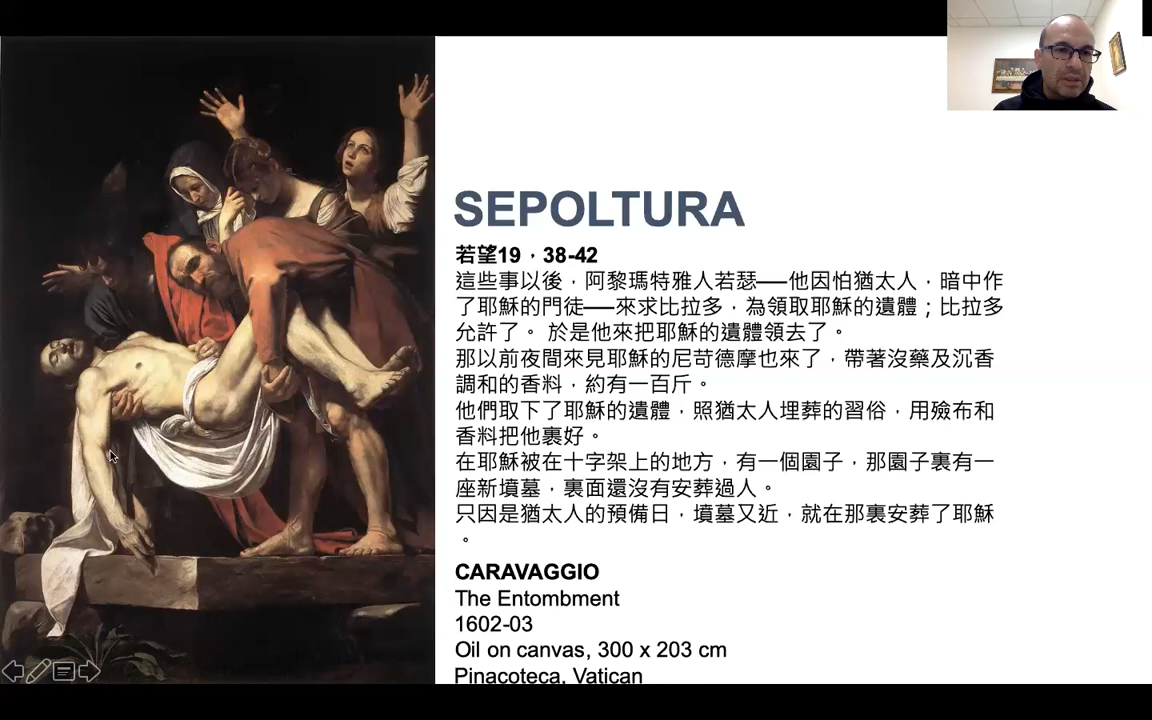 SEPOLTURA
若望19，38-42
這些事以後，阿黎瑪特雅人若瑟──他因怕猶太人，暗中作
了耶穌的門徒──來求比拉多，為領取耶穌的遺體；比拉多
允許了。 於是他來把耶穌的遺體領去了。
那以前夜間來見耶穌的尼苛德摩也來了，帶著沒藥及沉香
調和的香料，約有一百斤。
他們取下了耶穌的遺體，照猶太人埋葬的習俗，用殮布和
香料把他裹好。
在耶穌被在十字架上的地方，有一個園子，那園子裏有一
座新墳墓，裏面還沒有安葬過人。
只因是猶太人的預備日，墳墓又近，就在那裏安葬了耶穌
。
CARAVAGGIO
The Entombment
1602-03
Oil on canvas, 300 x 203 cm
Pinacoteca, Vatican